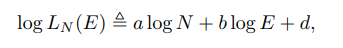 log L_N(E) ≜ a log N + b log E + d,